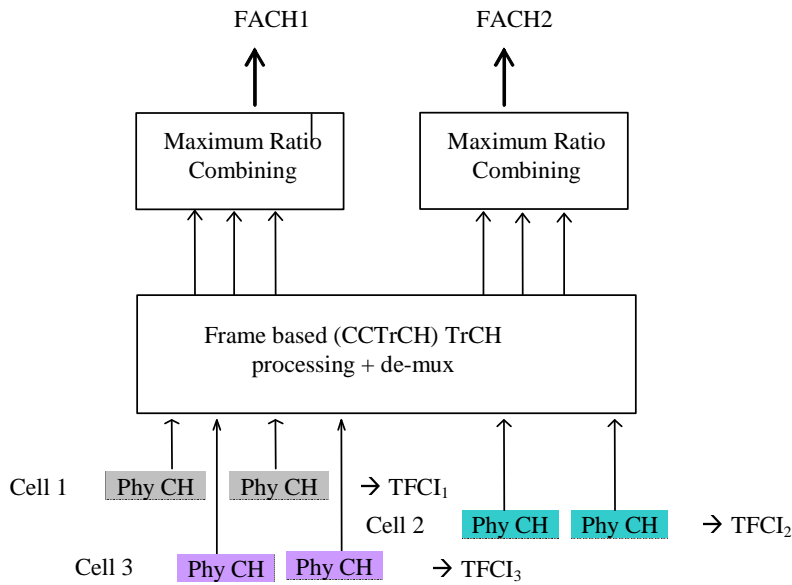 FACH1 FACH2
Maximum Ratio Combining
Maximum Ratio Combining
Frame based (CCTrCH) TrCH
processing + de-mux
Cell 1 Phy CH Phy CH → TFCI₁
Cell 2 Phy CH Phy CH → TFCI₂
Cell 3 Phy CH Phy CH → TFCI₃